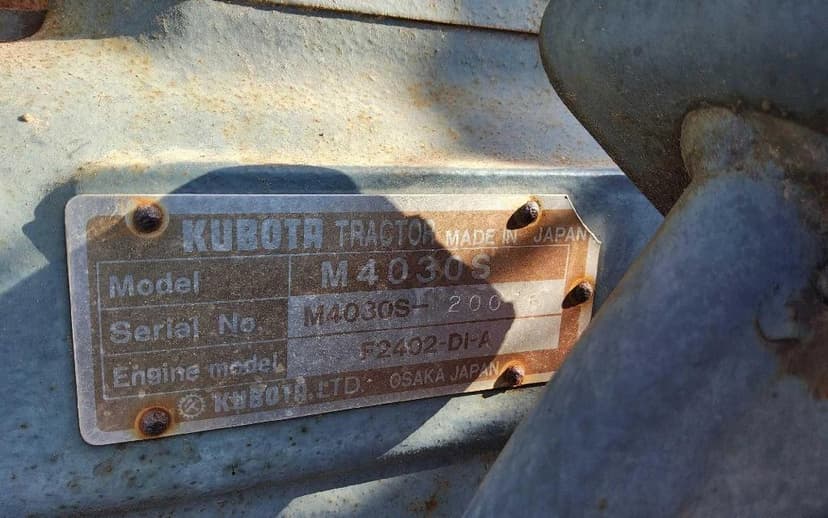 KUBOTA TRACTOR MADE IN JAPAN
Model M4030S
Serial No. M4030S-
Engine model F2402-DI-A
KUBOTA, LTD. OSAKA JAPAN